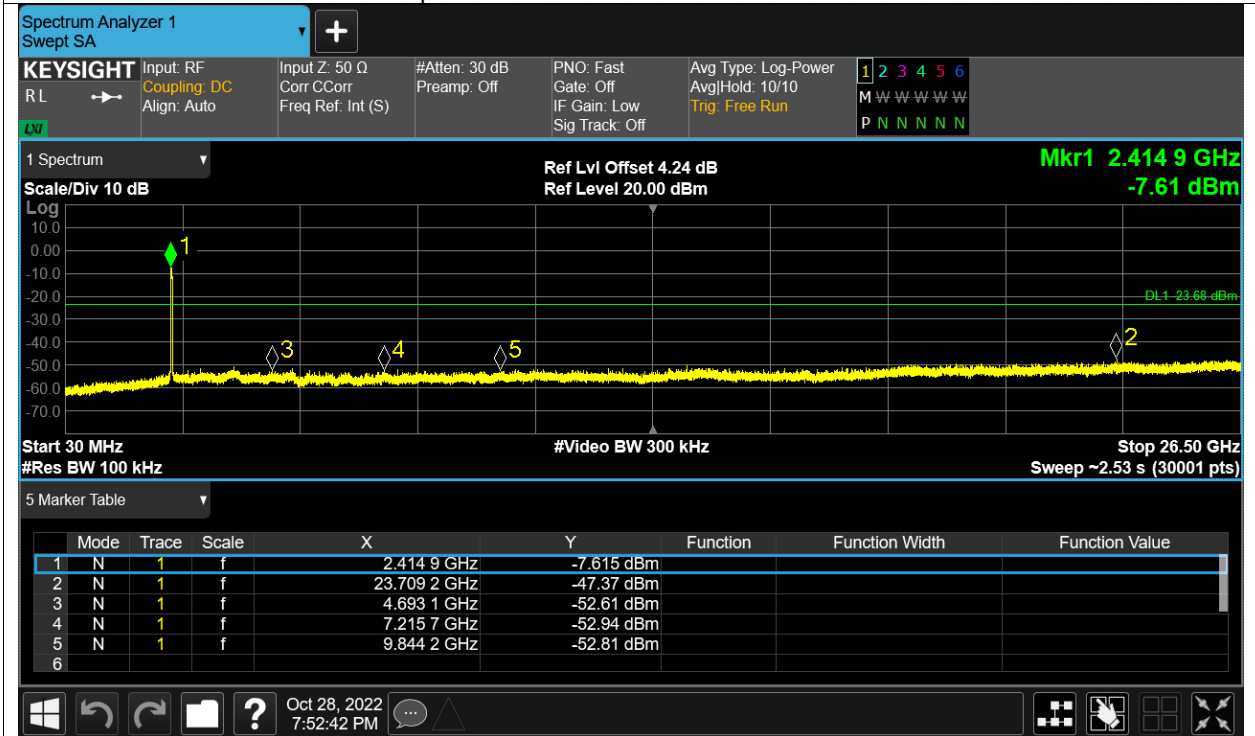 Spectrum Analyzer 1
Swept SA
+
KEYSIGHT Input: RF Input Z: 50 Ω #Atten: 30 dB PNO: Fast Avg Type: Log-Power 1 2 3 4 5 6
R L Coupling: DC Corr CCorr Preamp: Off Gate: Off Avg|Hold: 10/10 M W W W W W
Align: Auto Freq Ref: Int (S) IF Gain: Low Trig: Free Run
LXI Sig Track: Off P N N N N N
1 Spectrum Ref Lvl Offset 4.24 dB Mkr1 2.414 9 GHz
Scale/Div 10 dB Ref Level 20.00 dBm -7.61 dBm
Log
10.0
0.00 1
-10.0
-20.0 DL1 -23.68 dBm
-30.0
-40.0 3 4 5 2
-50.0
-60.0
-70.0
Start 30 MHz #Video BW 300 kHz Stop 26.50 GHz
#Res BW 100 kHz Sweep ~2.53 s (30001 pts)
5 Marker Table
Mode Trace Scale X Y Function Function Width Function Value
1 N 1 f 2.414 9 GHz -7.615 dBm
2 N 1 f 23.709 2 GHz -47.37 dBm
3 N 1 f 4.693 1 GHz -52.61 dBm
4 N 1 f 7.215 7 GHz -52.94 dBm
5 N 1 f 9.844 2 GHz -52.81 dBm
6
? Oct 28, 2022
7:52:42 PM